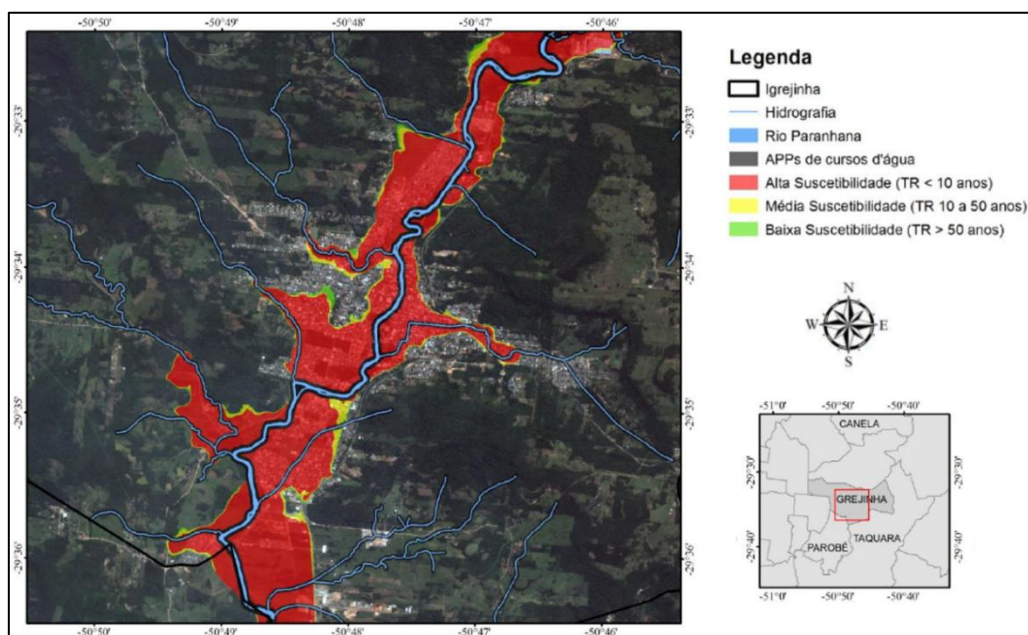 -50°50' -50°49' -50°48' -50°47' -50°46'
-29°33'
-29°34'
-29°35'
-29°36'
-29°33'
-29°34'
-29°35'
-29°36'
-50°50' -50°49' -50°48' -50°47' -50°46'
Legenda
Igrejinha
Hidrografia
Rio Paranhana
APPs de cursos d'água
Alta Suscetibilidade (TR < 10 anos)
Média Suscetibilidade (TR 10 a 50 anos)
Baixa Suscetibilidade (TR > 50 anos)
N
W E
S
-51°0' -50°50' -50°40'
CANELA
-29°30' -29°30'
GREJINHA
TAQUARA
PAROBÉ
-29°40' -29°40'
-51°0' -50°50' -50°40'